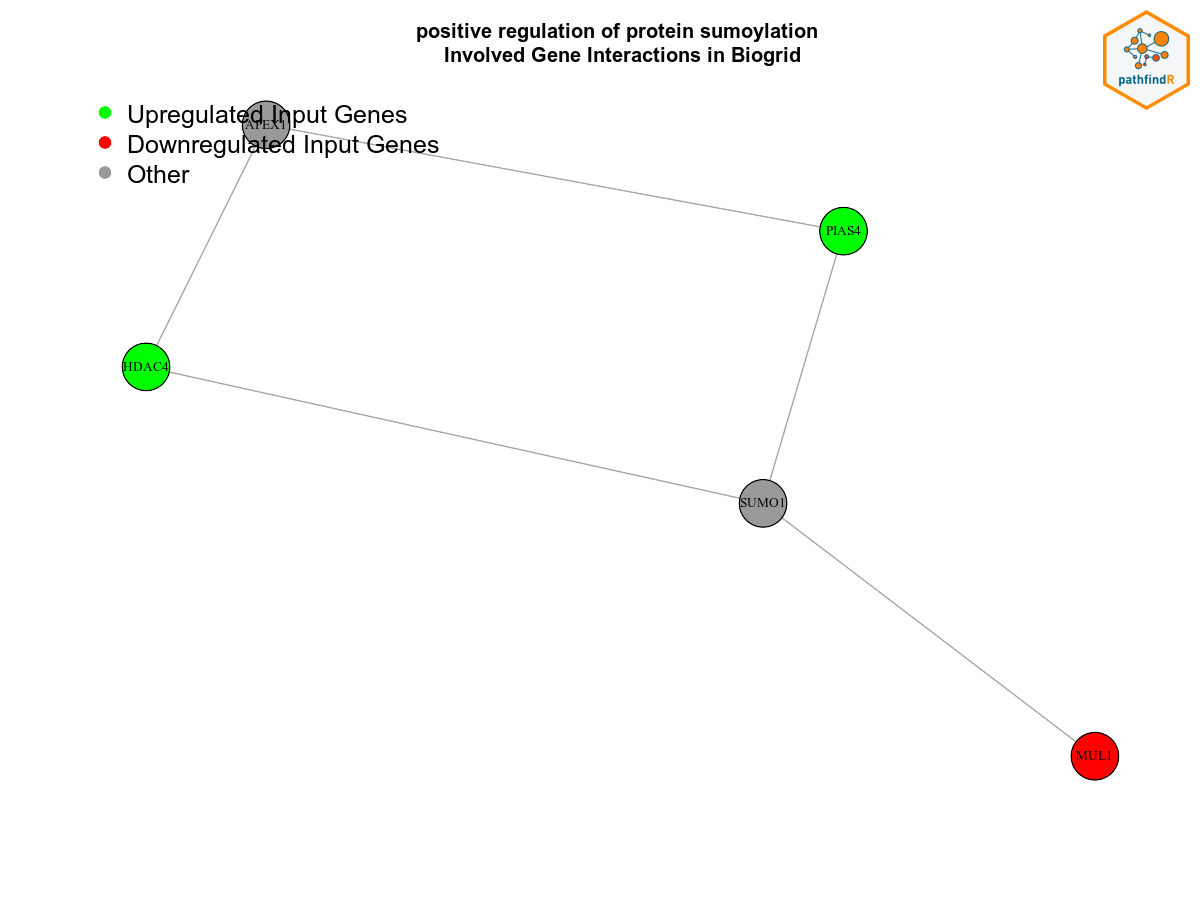 positive regulation of protein sumoylation
Involved Gene Interactions in Biogrid
pathfindR
Upregulated Input Genes
APEX1
Downregulated Input Genes
Other
PIAS4
HDAC4
SUMO1
MUL1